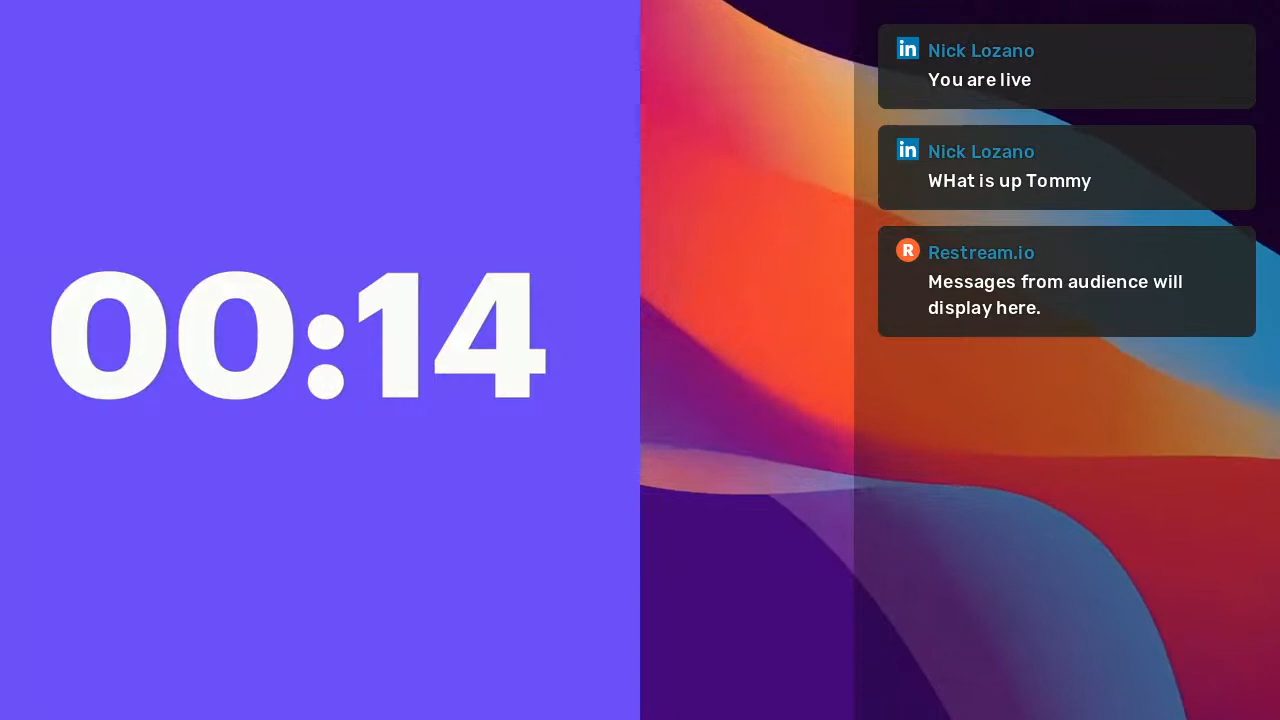 00:14
in Nick Lozano
You are live
in Nick Lozano
WHat is up Tommy
R Restream.io
Messages from audience will
display here.